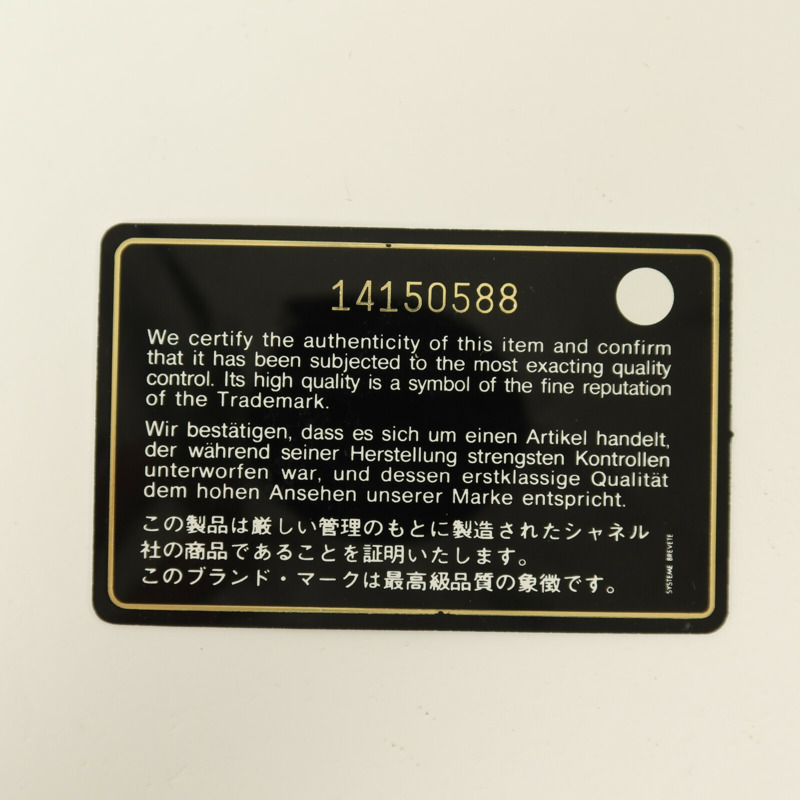 14150588
We certify the authenticity of this item and confirm
that it has been subjected to the most exacting quality
control. Its high quality is a symbol of the fine reputation
of the Trademark.
Wir bestätigen, dass es sich um einen Artikel handelt,
der während seiner Herstellung strengsten Kontrollen
unterworfen war, und dessen erstklassige Qualität
dem hohen Ansehen unserer Marke entspricht.
この製品は厳しい管理のもとに製造されたシャネル
社の商品であることを証明いたします。
このブランド・マークは最高級品質の象徴です。
SYSTEME BREVETE